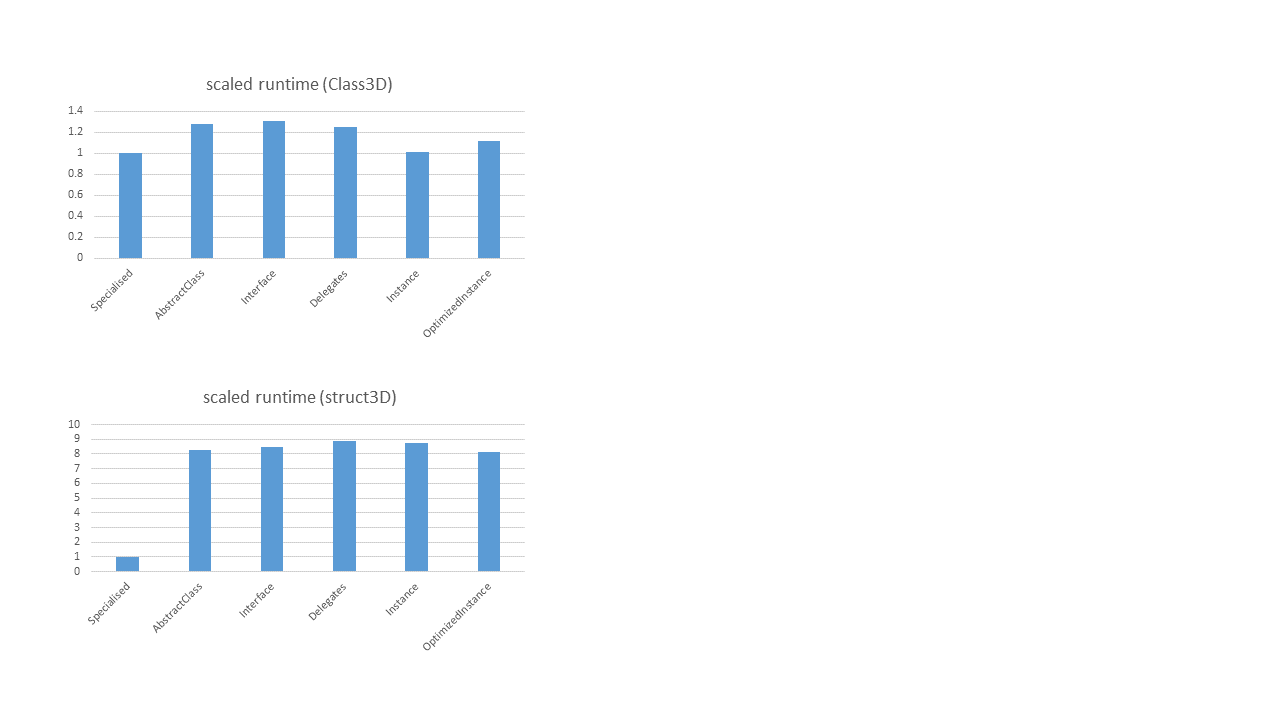 scaled runtime (Class3D)
1.4
1.2
1
0.8
0.6
0.4
0.2
0
Specialised
AbstractClass
Interface
Delegates
Instance
OptimizedInstance
scaled runtime (struct3D)
10
9
8
7
6
5
4
3
2
1
0
Specialised
AbstractClass
Interface
Delegates
Instance
OptimizedInstance